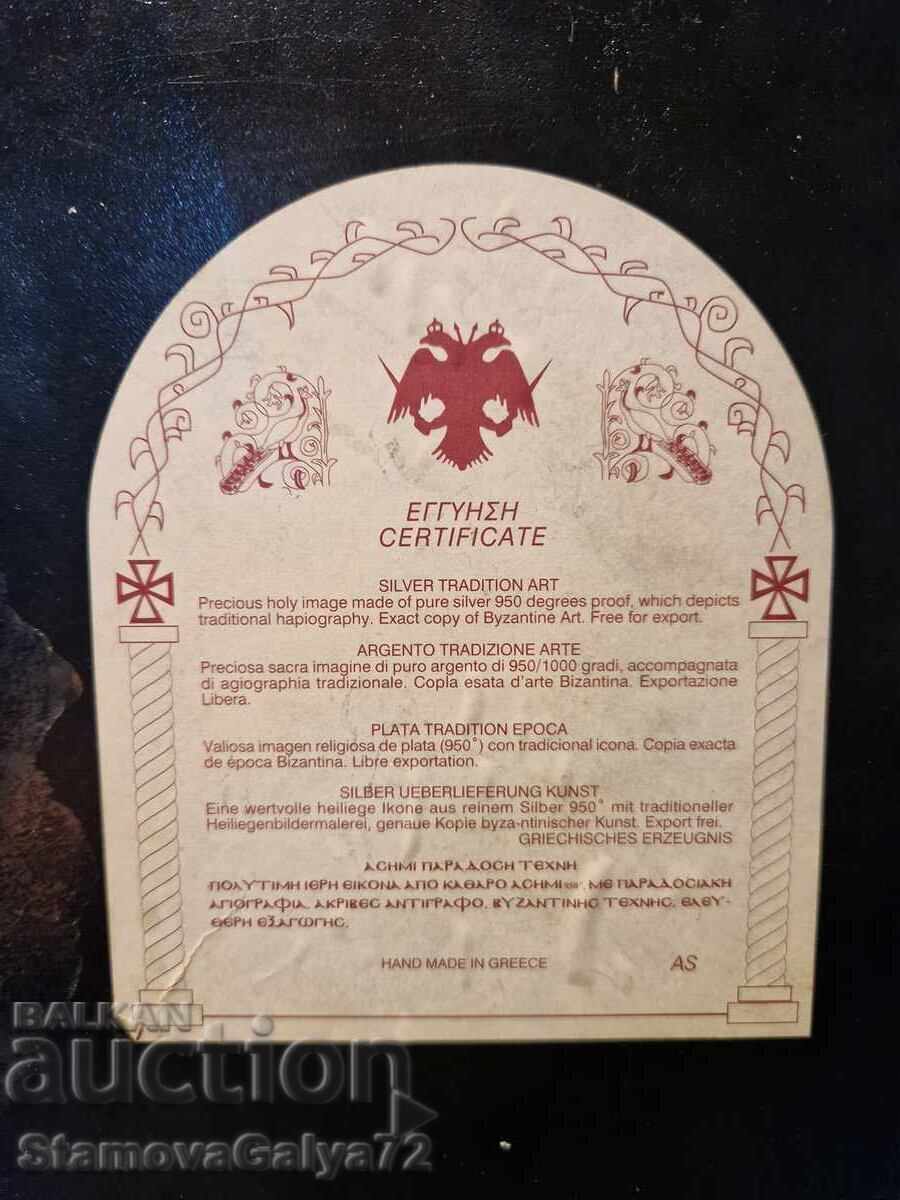 ΕΓΓΥΗΣΗ
CERTIFICATE
SILVER TRADITION ART
Precious holy image made of pure silver 950 degrees proof, which depicts
traditional hapiography. Exact copy of Byzantine Art. Free for export.
ARGENTO TRADIZIONE ARTE
Preciosa sacra imagine di puro argento di 950/1000 gradi, accompagnata
di agiographia tradizionale. Copla esata d'arte Bizantina. Exportazione
Libera.
PLATA TRADITION EPOCA
Valiosa imagen religiosa de plata (950°) con tradicional icona. Copia exacta
de época Bizantina. Libre exportation.
SILBER UEBERLIEFERUNG KUNST
Eine wertvolle heiliege Ikone aus reinem Silber 950° mit traditioneller
Heiliegenbildermalerei, genaue Kopie byza-ntinischer Kunst. Export frei.
GRIECHISCHES ERZEUGNIS
ΑΣΗΜΙ ΠΑΡΑΔΟΣΗ ΤΕΧΝΗ
ΠΟΛΥΤΙΜΗ ΙΕΡΗ ΕΙΚΟΝΑ ΑΠΟ ΚΑΘΑΡΟ ΑΣΗΜΙ 950°, ΜΕ ΠΑΡΑΔΟΣΙΑΚΗ
ΑΓΙΟΓΡΑΦΙΑ. ΑΚΡΙΒΕΣ ΑΝΤΙΓΡΑΦΟ, ΒΥΖΑΝΤΙΝΗΣ ΤΕΧΝΗΣ, ΕΛΕΥ-
ΘΕΡΗ ΕΞΑΓΩΓΗΣ.
HAND MADE IN GREECE AS
BALKAN
auction
StamovaGalya72